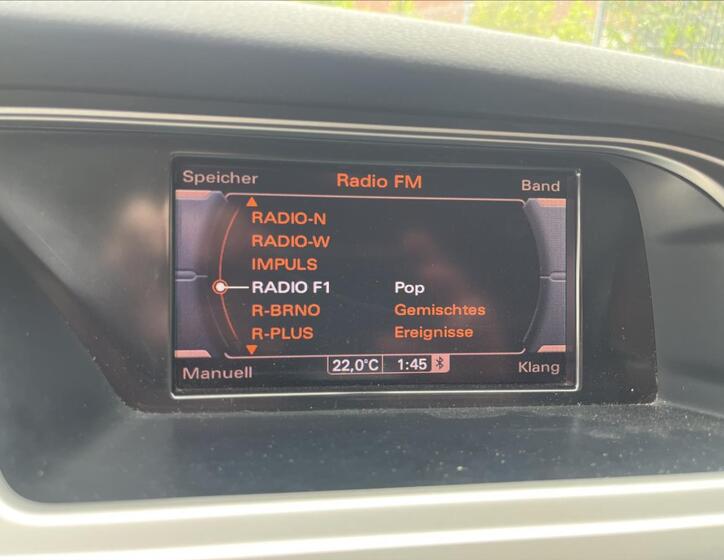 Speicher Radio FM Band
RADIO-N
RADIO-W
IMPULS
RADIO F1 Pop
R-BRNO Gemischtes
R-PLUS Ereignisse
Manuell 22,0°C 1:45 Klang